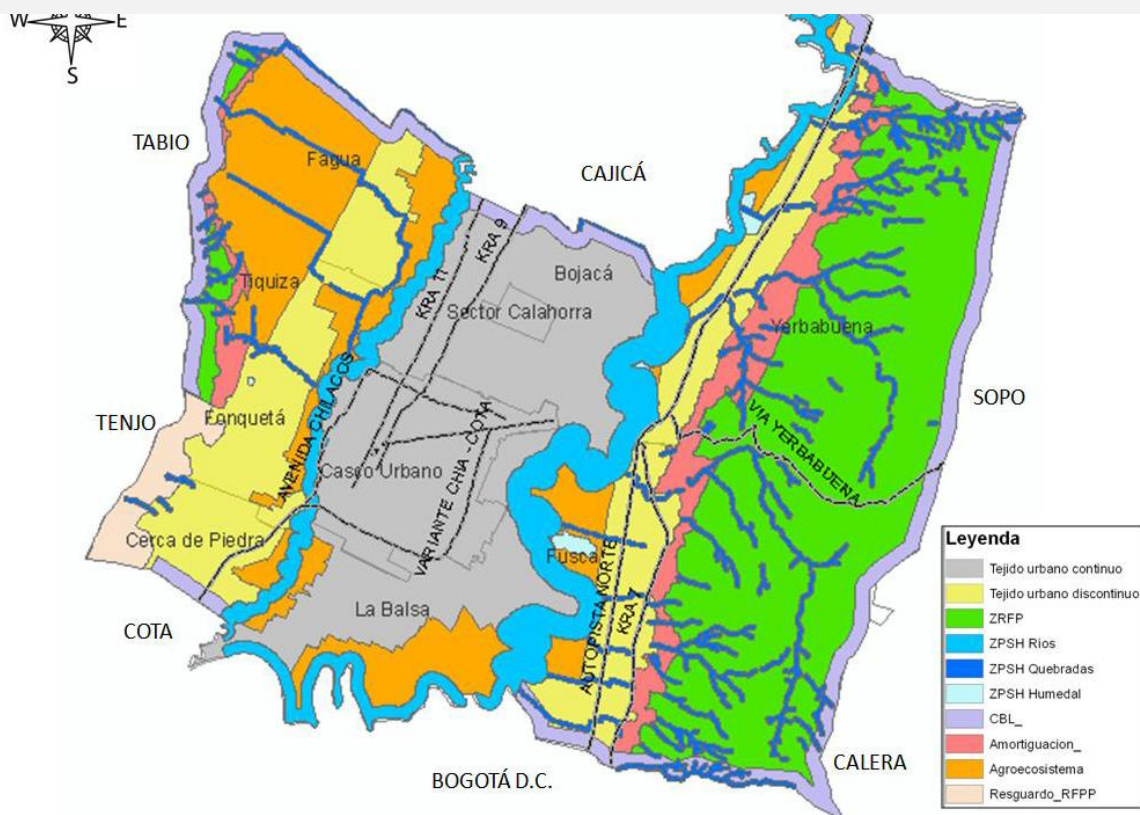 W E
S
TABIO
Fagua
CAJICÁ
KRA 11
KRA 9
Bojacá
Sector Calahorra
Tiquiza
Yerbabuena
SOPO
TENJO
Fonquetá
AVENIDA CHILACOS
VIA YERBABUENA
Casco Urbano
VARIANTE CHIA - COTA
Cerca de Piedra
Fusca
AUTOPISTA NORTE
KRA 7
La Balsa
COTA
BOGOTÁ D.C.
CALERA
Leyenda
Tejido urbano continuo
Tejido urbano discontinuo
ZRFP
ZPSH Rios
ZPSH Quebradas
ZPSH Humedal
CBL_
Amortiguacion_
Agroecosistema
Resguardo_RFPP